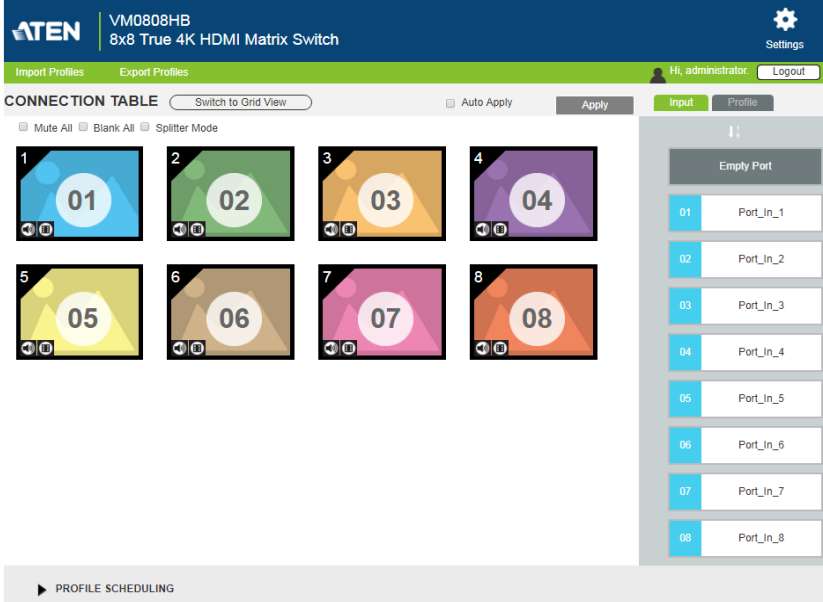 ATEN
VM0808HB
8x8 True 4K HDMI Matrix Switch
Settings
Import Profiles Export Profiles Hi, administrator. Logout
CONNECTION TABLE Switch to Grid View Auto Apply Apply Input Profile
Mute All Blank All Splitter Mode
1 2 3 4
01 02 03 04
5 6 7 8
05 06 07 08
Empty Port
01 Port_In_1
02 Port_In_2
03 Port_In_3
04 Port_In_4
05 Port_In_5
06 Port_In_6
07 Port_In_7
08 Port_In_8
PROFILE SCHEDULING